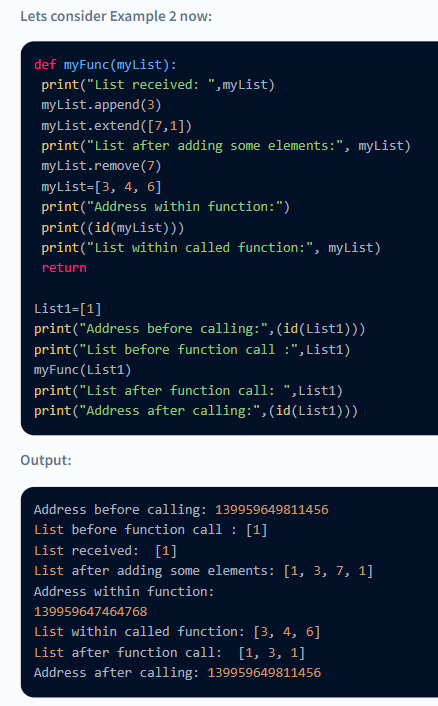 Lets consider Example 2 now:
def myFunc(myList):
 print("List received: ",myList)
 myList.append(3)
 myList.extend([7,1])
 print("List after adding some elements:", myList)
 myList.remove(7)
 myList=[3, 4, 6]
 print("Address within function:")
 print((id(myList)))
 print("List within called function:", myList)
 return
List1=[1]
print("Address before calling:",(id(List1)))
print("List before function call :",List1)
myFunc(List1)
print("List after function call: ",List1)
print("Address after calling:",(id(List1)))
Output:
Address before calling: 139959649811456
List before function call : [1]
List received:  [1]
List after adding some elements: [1, 3, 7, 1]
Address within function:
139959647464768
List within called function: [3, 4, 6]
List after function call:  [1, 3, 1]
Address after calling: 139959649811456